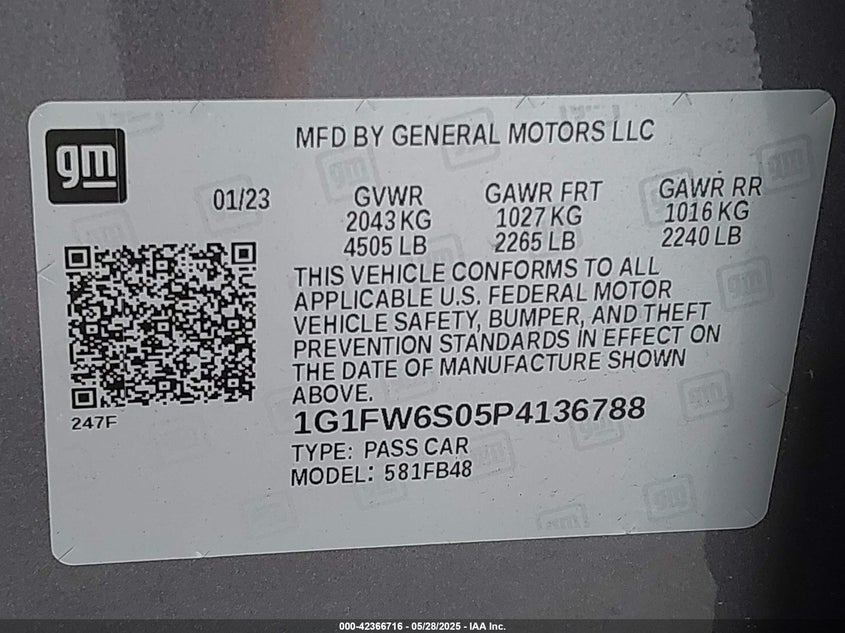 gm
MFD BY GENERAL MOTORS LLC
01/23
GVWR
2043 KG
4505 LB
GAWR FRT
1027 KG
2265 LB
GAWR RR
1016 KG
2240 LB
THIS VEHICLE CONFORMS TO ALL
APPLICABLE U.S. FEDERAL MOTOR
VEHICLE SAFETY, BUMPER, AND THEFT
PREVENTION STANDARDS IN EFFECT ON
THE DATE OF MANUFACTURE SHOWN
ABOVE.
247F
1G1FW6S05P4136788
TYPE: PASS CAR
MODEL: 581FB48
000-42366716 - 05/28/2025 - IAA Inc.